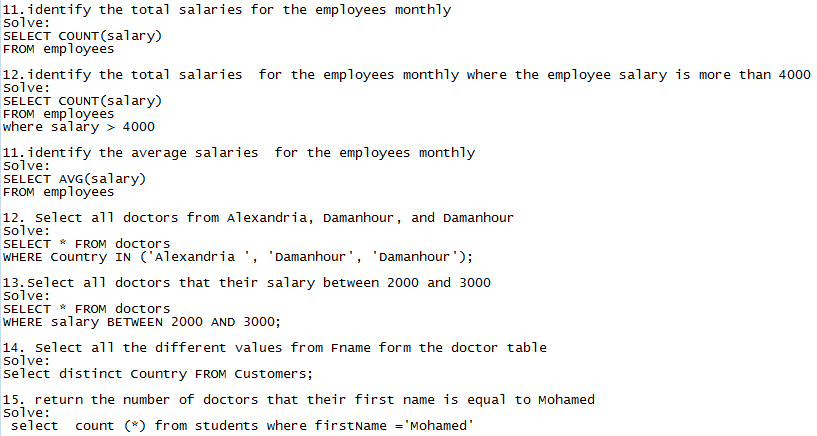 11.identify the total salaries for the employees monthly
Solve:
SELECT COUNT(salary)
FROM employees
12.identify the total salaries  for the employees monthly where the employee salary is more than 4000
Solve:
SELECT COUNT(salary)
FROM employees
where salary > 4000
11.identify the average salaries  for the employees monthly
Solve:
SELECT AVG(salary)
FROM employees
12. Select all doctors from Alexandria, Damanhour, and Damanhour
Solve:
SELECT * FROM doctors
WHERE Country IN ('Alexandria ', 'Damanhour', 'Damanhour');
13.Select all doctors that their salary between 2000 and 3000
Solve:
SELECT * FROM doctors
WHERE salary BETWEEN 2000 AND 3000;
14. Select all the different values from Fname form the doctor table
Solve:
Select distinct Country FROM Customers;
15. return the number of doctors that their first name is equal to Mohamed
Solve:
 select  count (*) from students where firstName ='Mohamed'